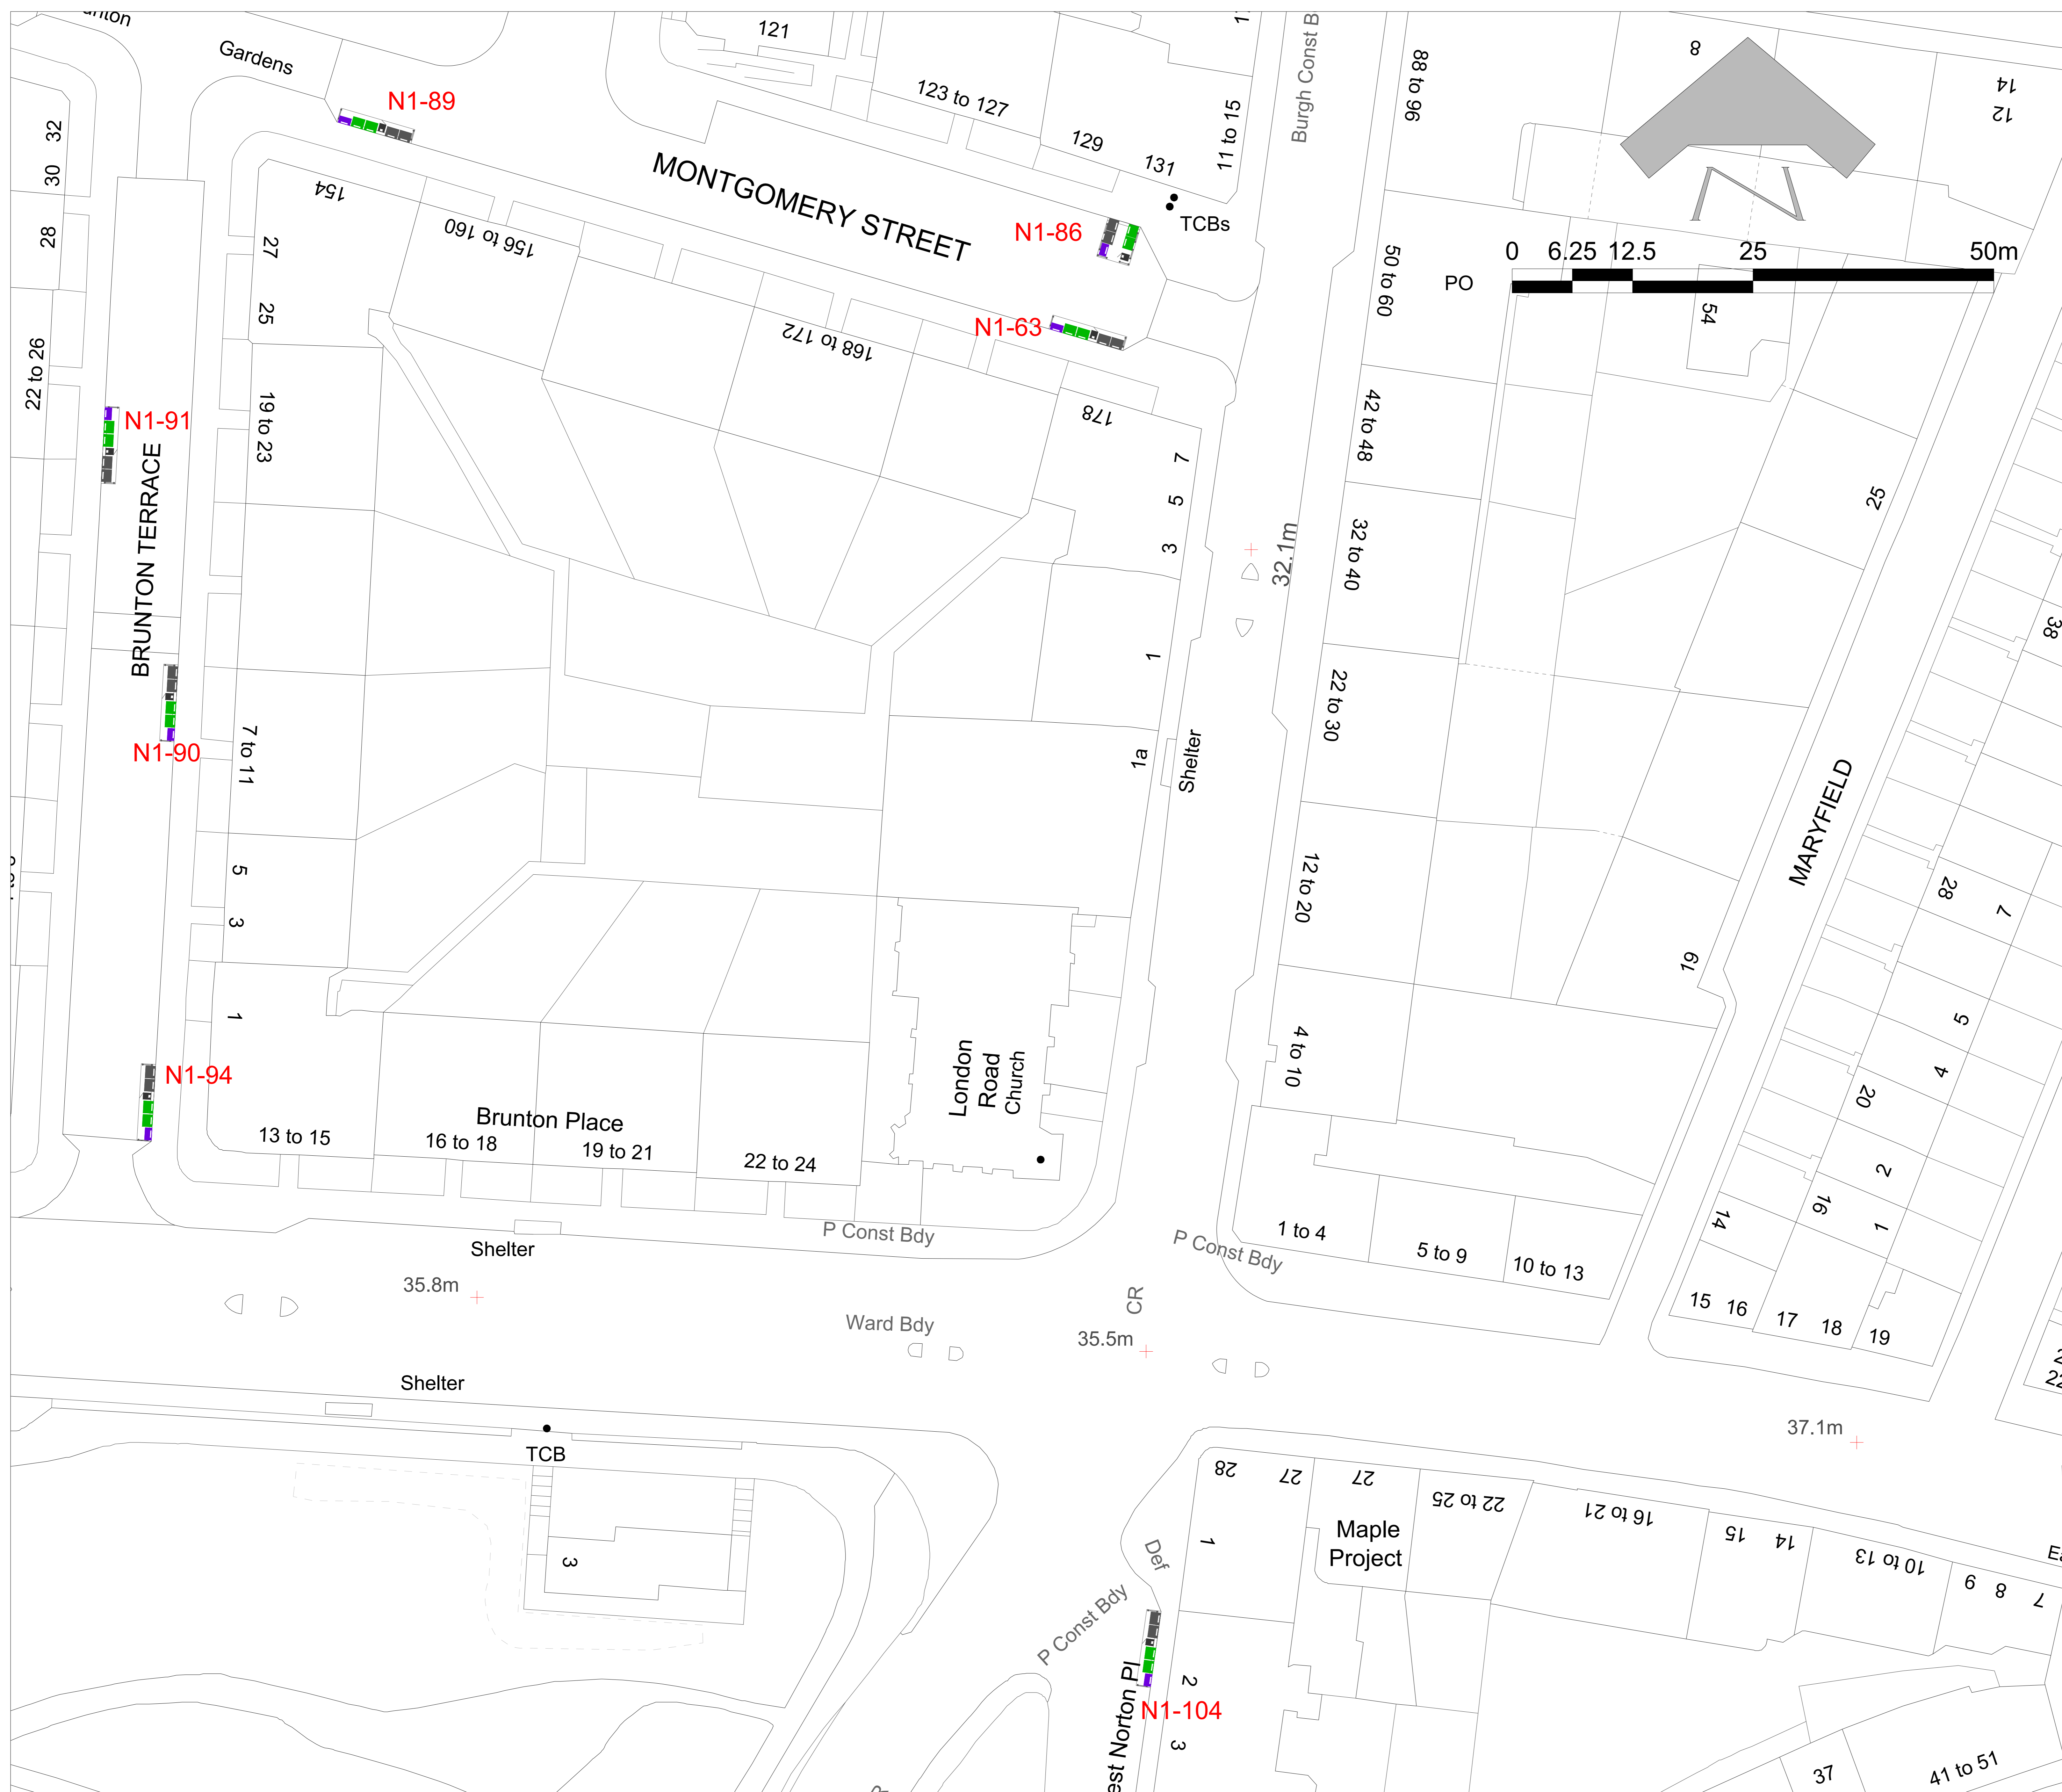 Gardens
121
123 to 127
129
131
11 to 15
TCBs
Burgh Const B
88 to 96
8
14
12
N1-89
N1-86
N1-63
N1-91
N1-90
N1-94
N1-104
MONTGOMERY STREET
BRUNTON TERRACE
32
30
28
22 to 26
154
156 to 160
168 to 172
178
27
25
19 to 23
7 to 11
5
3
1
7
5
3
1
1a
Shelter
32.1m
0 6.25 12.5 25 50m
PO
54
50 to 60
42 to 48
32 to 40
22 to 30
12 to 20
4 to 10
25
19
MARYFIELD
38
28
7
5
4
20
2
16
1
14
15
16
17
18
19
London
Road
Church
Brunton Place
13 to 15
16 to 18
19 to 21
22 to 24
P Const Bdy
P Const Bdy
1 to 4
5 to 9
10 to 13
Shelter
35.8m
Ward Bdy
CR
35.5m
Shelter
TCB
3
37.1m
28
27
27
22 to 25
16 to 21
15
14
10 to 13
9
8
7
Maple
Project
1
Def
P Const Bdy
2
3
est Norton Pl
37
41 to 51